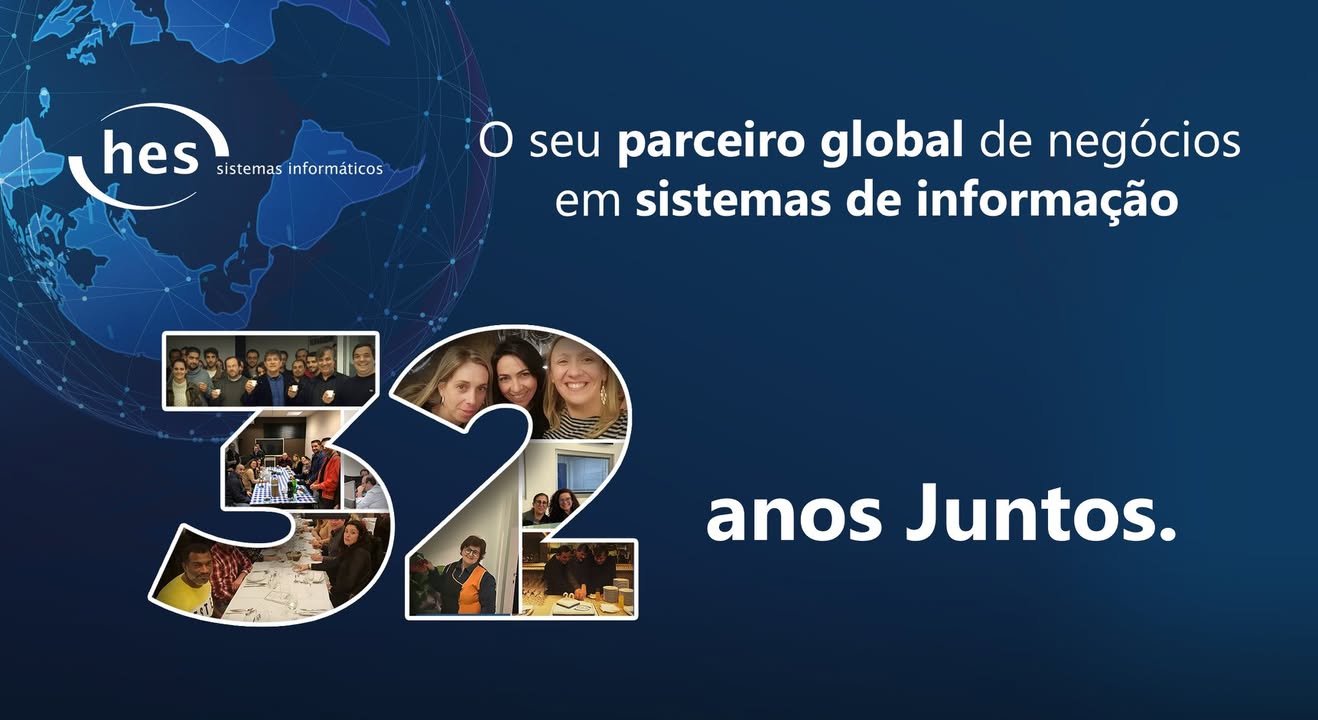 hes
sistemas informáticos
O seu parceiro global de negócios
em sistemas de informação
32
anos Juntos.